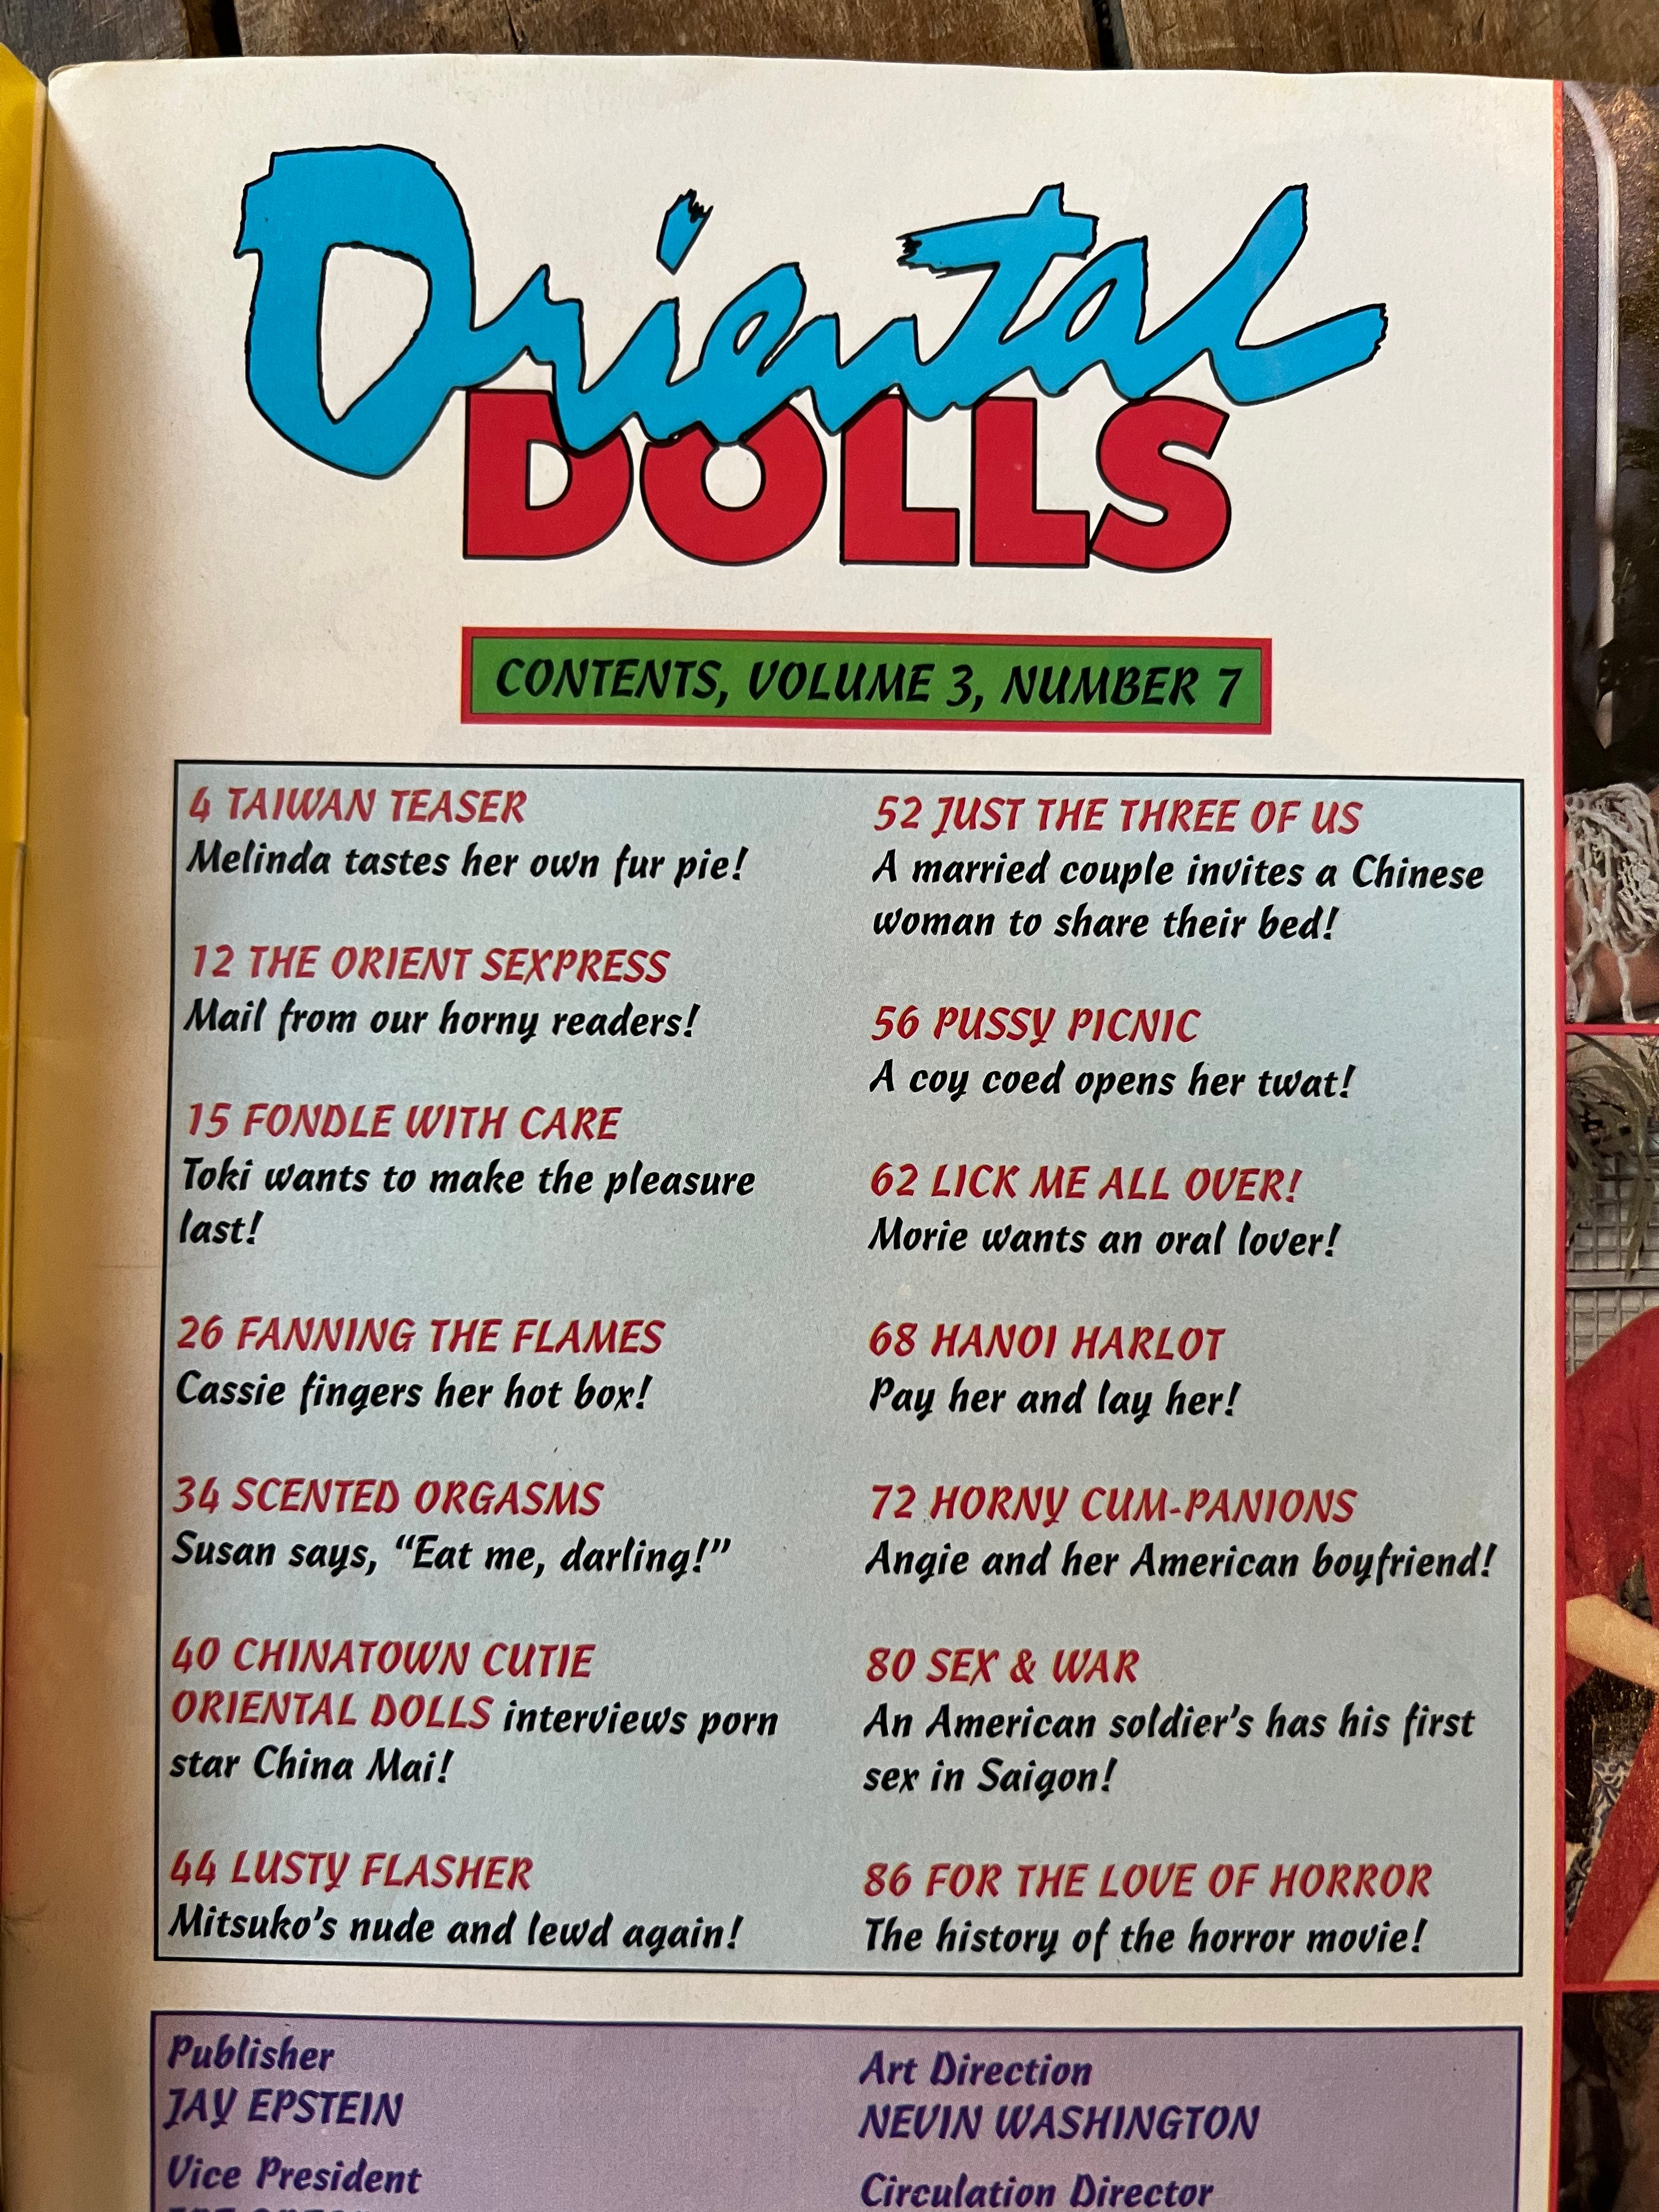 Oriental
DOLLS
CONTENTS, VOLUME 3, NUMBER 7
4 TAIWAN TEASER
Melinda tastes her own fur pie!
12 THE ORIENT SEXPRESS
Mail from our horny readers!
15 FONDLE WITH CARE
Toki wants to make the pleasure
last!
26 FANNING THE FLAMES
Cassie fingers her hot box!
34 SCENTED ORGASMS
Susan says, “Eat me, darling!”
40 CHINATOWN CUTIE
ORIENTAL DOLLS interviews porn
star China Mai!
44 LUSTY FLASHER
Mitsuko’s nude and lewd again!
52 JUST THE THREE OF US
A married couple invites a Chinese
woman to share their bed!
56 PUSSY PICNIC
A coy coed opens her twat!
62 LICK ME ALL OVER!
Morie wants an oral lover!
68 HANOI HARLOT
Pay her and lay her!
72 HORNY CUM-PANIONS
Angie and her American boyfriend!
80 SEX & WAR
An American soldier’s has his first
sex in Saigon!
86 FOR THE LOVE OF HORROR
The history of the horror movie!
Publisher
JAY EPSTEIN
Vice President
Art Direction
NEVIN WASHINGTON
Circulation Director